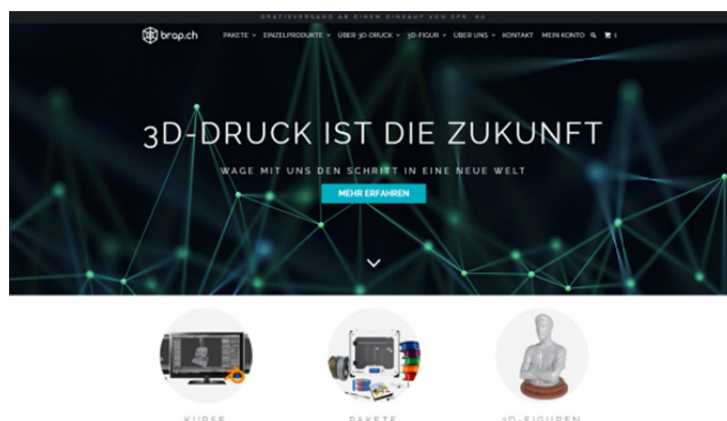 GRATISVERSAND AB EINEM EINKAUF VON SFR. 80
brap.ch PAKETE EINZELPRODUKTE ÜBER 3D-DRUCK 3D-FIGUR ÜBER UNS KONTAKT MEIN KONTO 1
3D-DRUCK IST DIE ZUKUNFT
WAGE MIT UNS DEN SCHRITT IN EINE NEUE WELT
MEHR ERFAHREN
KURSE PAKETE 3D-FIGUREN